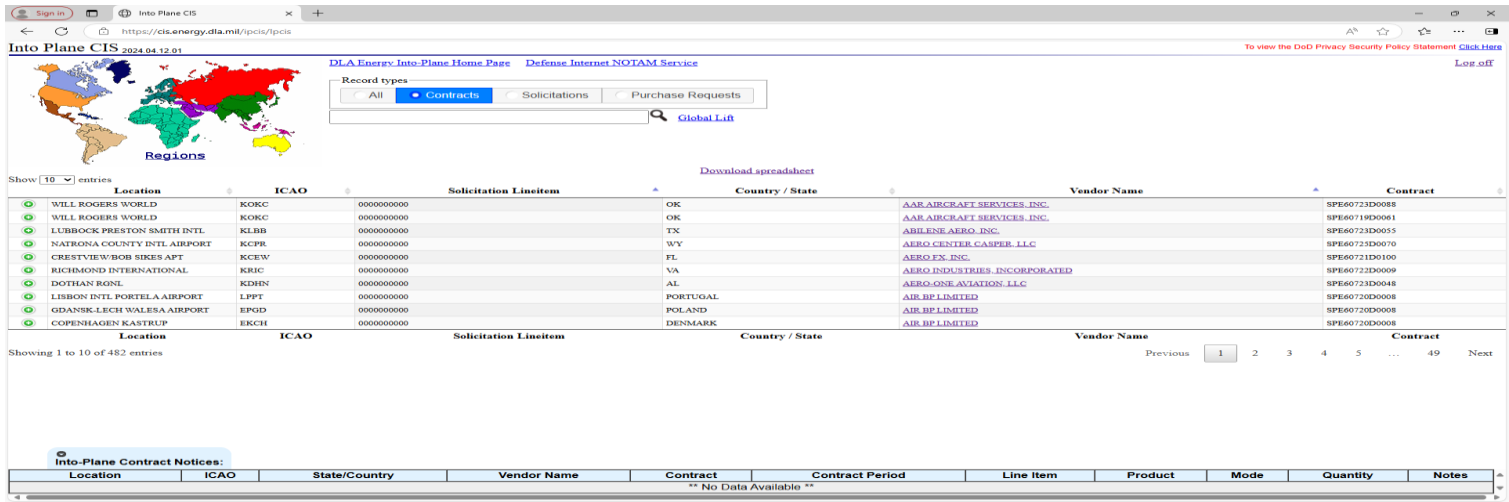 Sign in Into Plane CIS
https://cis.energy.dla.mil/ipcis/Ipcis
Into Plane CIS 2024.04.12.01 To view the DoD Privacy Security Policy Statement Click Here
DLA Energy Into-Plane Home Page Defense Internet NOTAM Service Log off
Record types
All Contracts Solicitations Purchase Requests
Global Lift
Regions
Download spreadsheet
Show 10 entries
Location ICAO Solicitation Lineitem Country / State Vendor Name Contract
WILL ROGERS WORLD KOKC 0000000000 OK AAR AIRCRAFT SERVICES, INC. SPE60723D0088
WILL ROGERS WORLD KOKC 0000000000 OK AAR AIRCRAFT SERVICES, INC. SPE60719D0061
LUBBOCK PRESTON SMITH INTL KLBB 0000000000 TX ABILENE AERO, INC. SPE60723D0055
NATRONA COUNTY INTL AIRPORT KCPR 0000000000 WY AERO CENTER CASPER, LLC SPE60725D0070
CRESTVIEW/BOB SIKES APT KCEW 0000000000 FL AERO FX, INC. SPE60721D0100
RICHMOND INTERNATIONAL KRIC 0000000000 VA AERO INDUSTRIES, INCORPORATED SPE60722D0009
DOTHAN RGNL KDHN 0000000000 AL AERO-ONE AVIATION, LLC SPE60723D0048
LISBON INTL PORTELA AIRPORT LPPT 0000000000 PORTUGAL AIR BP LIMITED SPE60720D0008
GDANSK-LECH WALESA AIRPORT EPGD 0000000000 POLAND AIR BP LIMITED SPE60720D0008
COPENHAGEN KASTRUP EKCH 0000000000 DENMARK AIR BP LIMITED SPE60720D0008
Location ICAO Solicitation Lineitem Country / State Vendor Name Contract
Showing 1 to 10 of 482 entries Previous 1 2 3 4 5 … 49 Next
Into-Plane Contract Notices:
Location ICAO State/Country Vendor Name Contract Contract Period Line Item Product Mode Quantity Notes
** No Data Available **